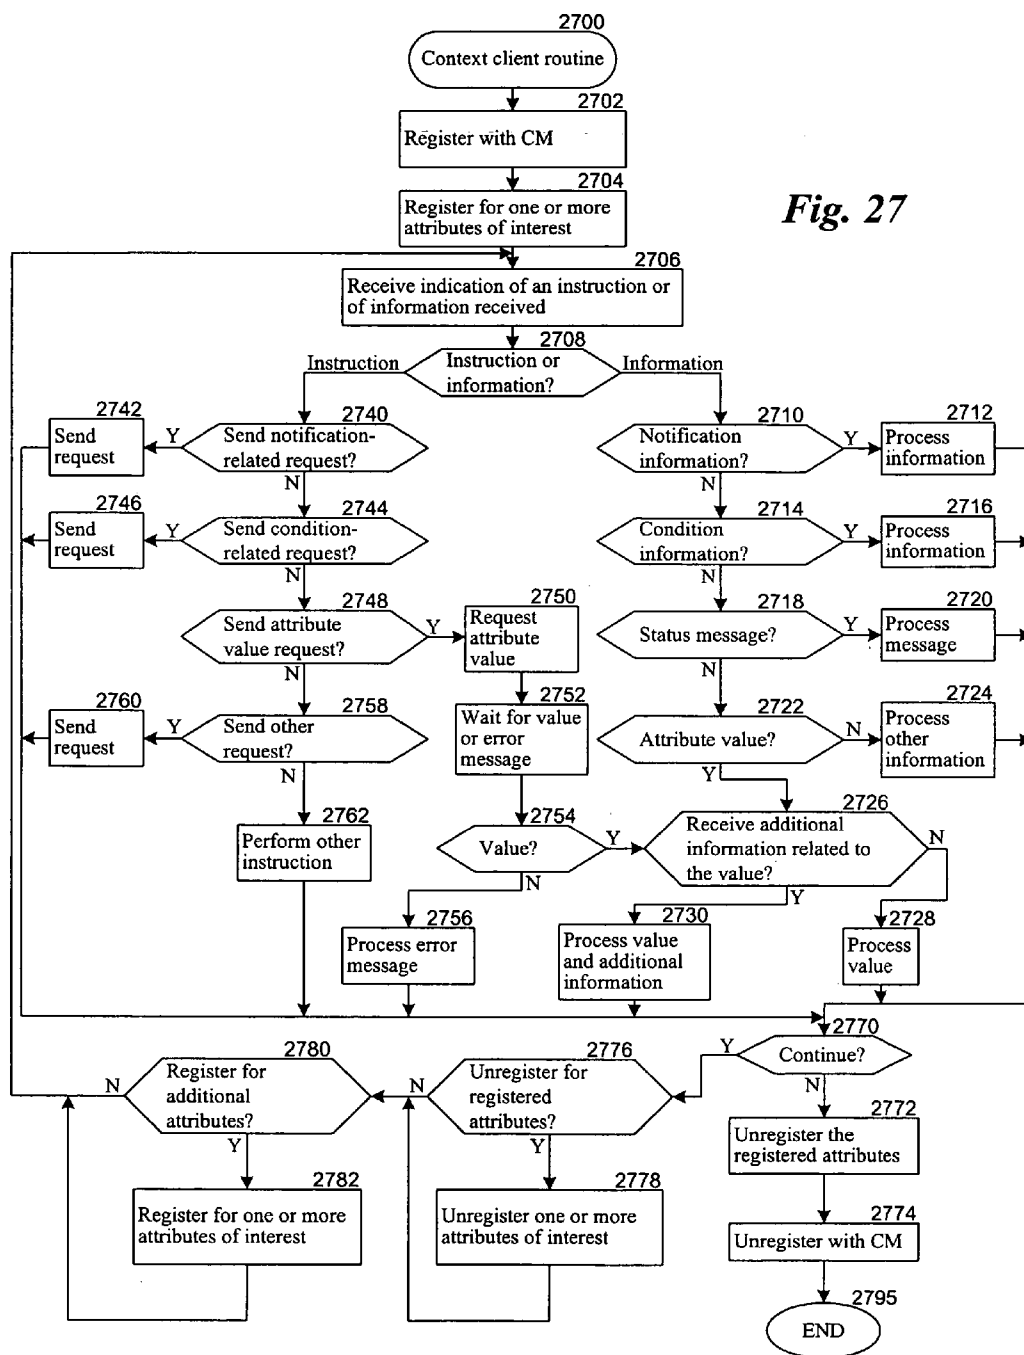 2700
Context client routine
2702
Register with CM
2704
Register for one or more
attributes of interest
Fig. 27
2706
Receive indication of an instruction or
of information received
2708
Instruction or
information?
Instruction
Information
2742
Send
request
Y
2740
Send notification-
related request?
N
2710
Notification
information?
Y
N
2712
Process
information
2746
Send
request
Y
2744
Send condition-
related request?
N
2714
Condition
information?
Y
N
2716
Process
information
2748
Send attribute
value request?
Y
N
2750
Request
attribute
value
2718
Status message?
Y
N
2720
Process
message
2760
Send
request
Y
2758
Send other
request?
N
2752
Wait for value
or error
message
2722
Attribute value?
N
Y
2724
Process
other
information
2762
Perform other
instruction
2754
Value?
Y
N
2726
Receive additional
information related to
the value?
N
Y
2756
Process error
message
2730
Process value
and additional
information
2728
Process
value
2770
Continue?
Y
N
2780
Register for
additional
attributes?
N
Y
2776
Unregister for
registered
attributes?
N
Y
2772
Unregister the
registered attributes
2782
Register for one or more
attributes of interest
2778
Unregister one or more
attributes of interest
2774
Unregister with CM
2795
END